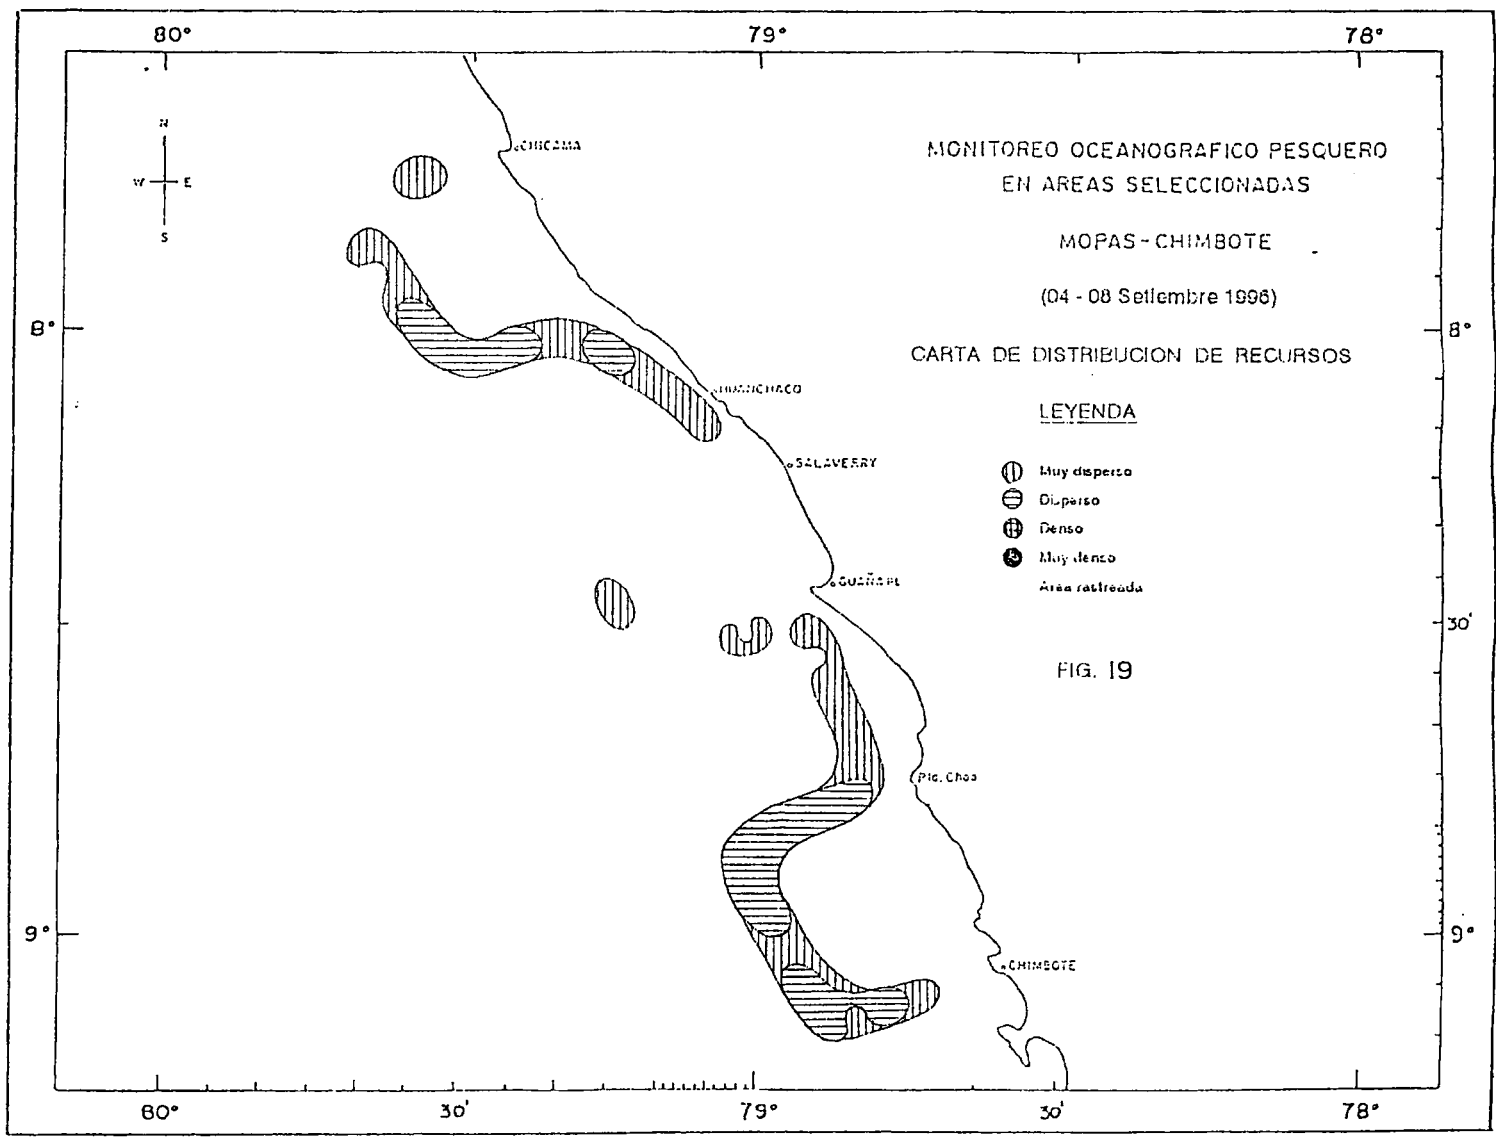 80° 79° 78°
N
W E
S
CHICAMA
MONITOREO OCEANOGRAFICO PESQUERO
EN AREAS SELECCIONADAS
MOPAS-CHIMBOTE
(04 - 08 Setiembre 1996)
8° 8°
CARTA DE DISTRIBUCION DE RECURSOS
HUANCHACO
LEYENDA
SALAVERRY
Muy disperso
Disperso
Denso
Muy denso
Area rastreada
GUAÑAPE
30'
FIG. 19
Pta. Chao
9° 9°
CHIMBOTE
80° 30' 79° 30' 78°